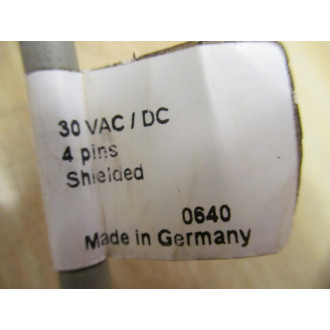 30 VAC / DC
4 pins
Shielded
0640
Made in Germany